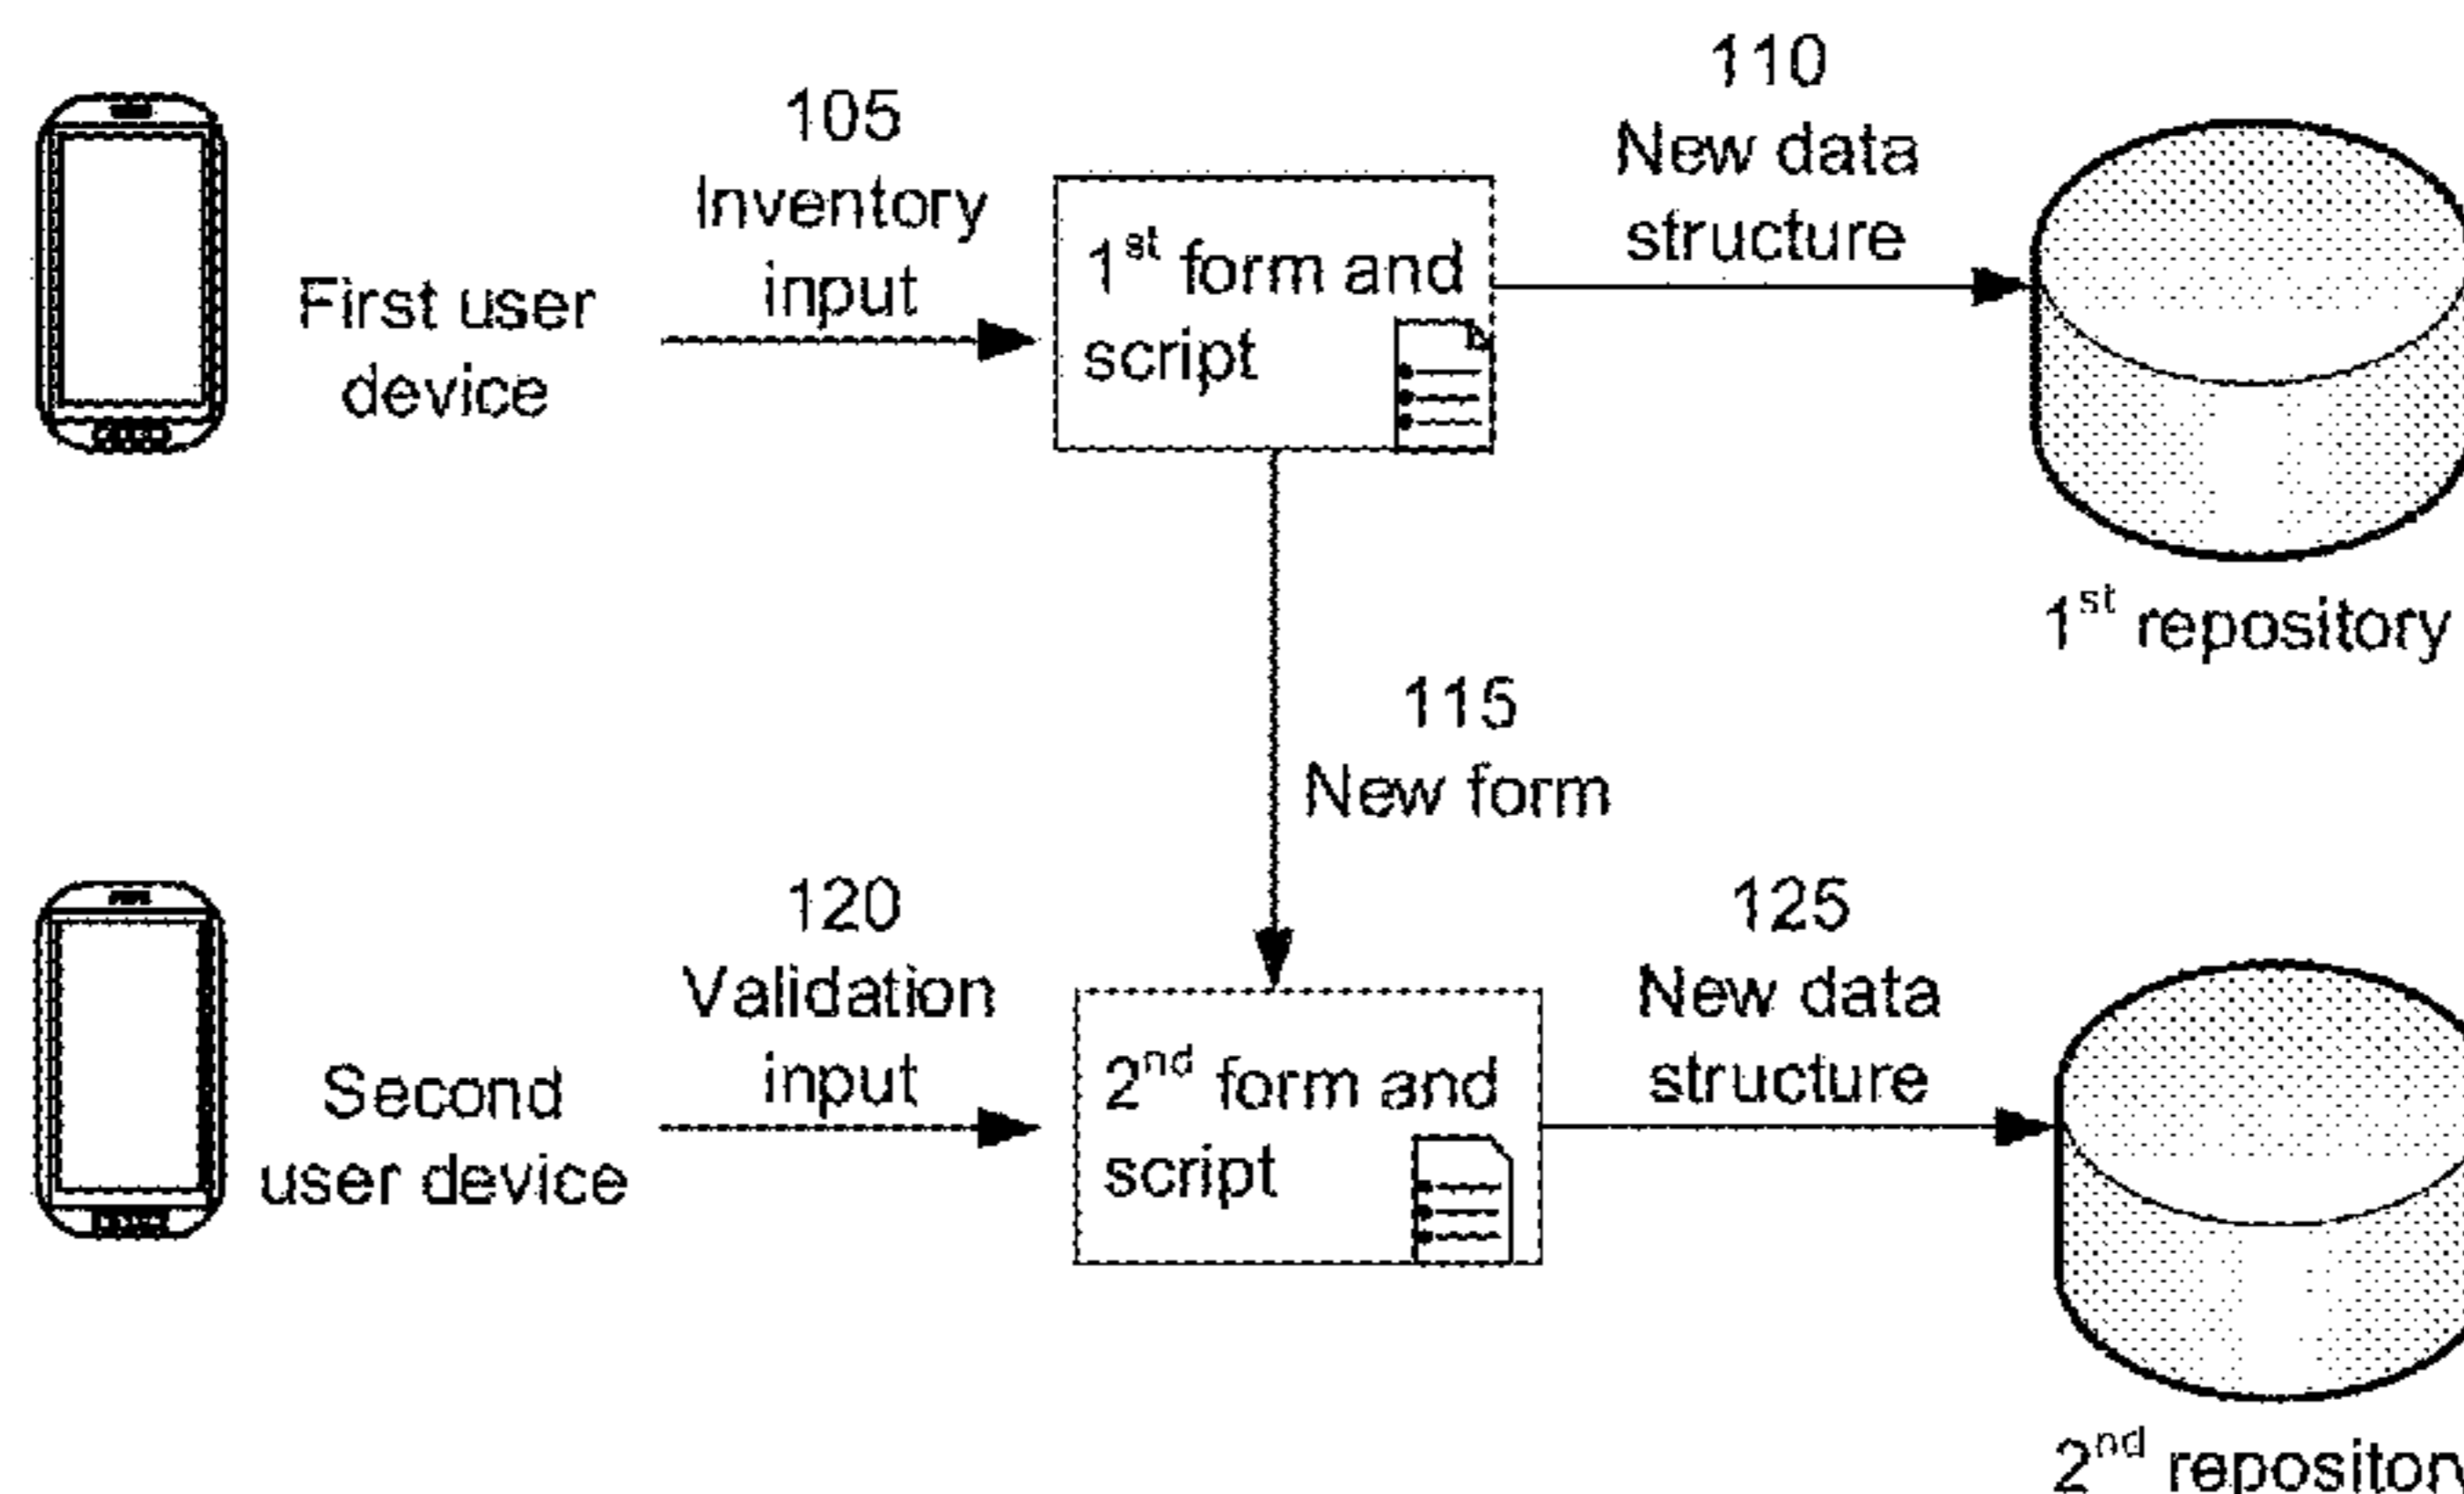 110
New data
structure
105
Inventory
input
1st form and
script
First user
device
1st repository
115
New form
120
Validation
input
125
New data
structure
2nd form and
script
Second
user device
2nd